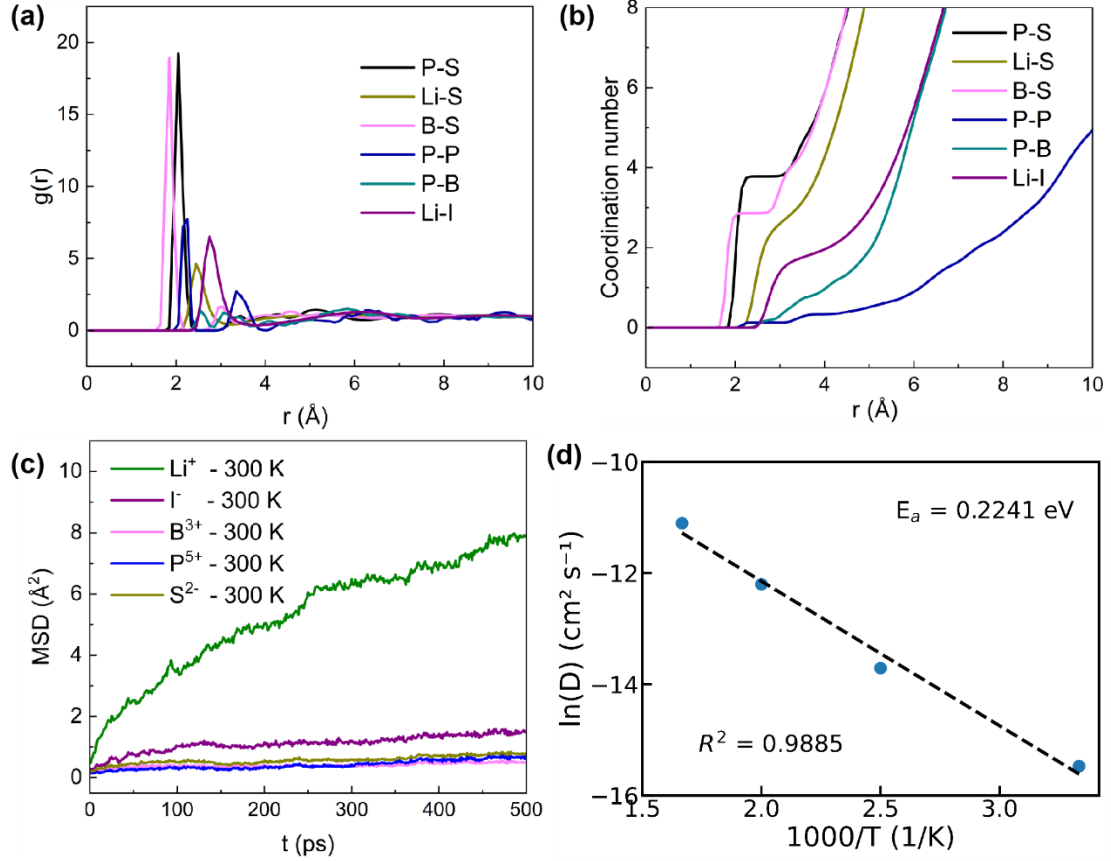 (a)
g(r)
20
15
10
5
0
P-S
Li-S
B-S
P-P
P-B
Li-I
0 2 4 6 8 10
r (Å)
(b)
Coordination number
8
6
4
2
0
P-S
Li-S
B-S
P-P
P-B
Li-I
0 2 4 6 8 10
r (Å)
(c)
MSD (Å²)
10
8
6
4
2
0
Li⁺ - 300 K
I⁻ - 300 K
B³⁺ - 300 K
P⁵⁺ - 300 K
S²⁻ - 300 K
0 100 200 300 400 500
t (ps)
(d)
ln(D) (cm² s⁻¹)
−10
−12
−14
−16
Eₐ = 0.2241 eV
R² = 0.9885
1.5 2.0 2.5 3.0
1000/T (1/K)